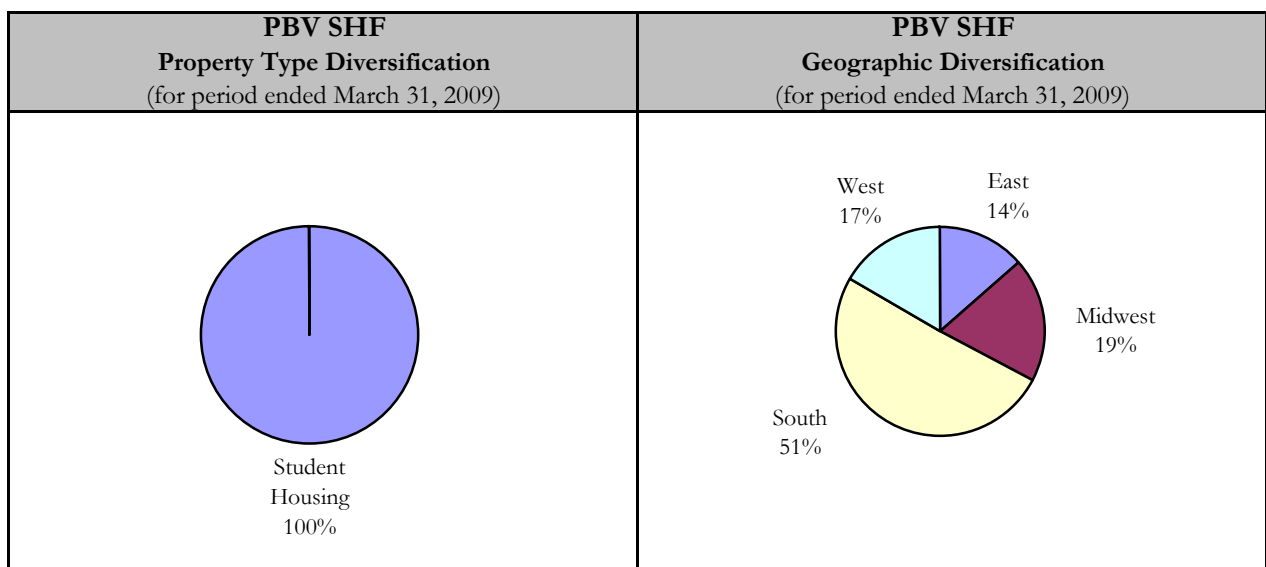 PBV SHF
Property Type Diversification
(for period ended March 31, 2009)
Student
Housing
100%
PBV SHF
Geographic Diversification
(for period ended March 31, 2009)
West
17%
East
14%
Midwest
19%
South
51%